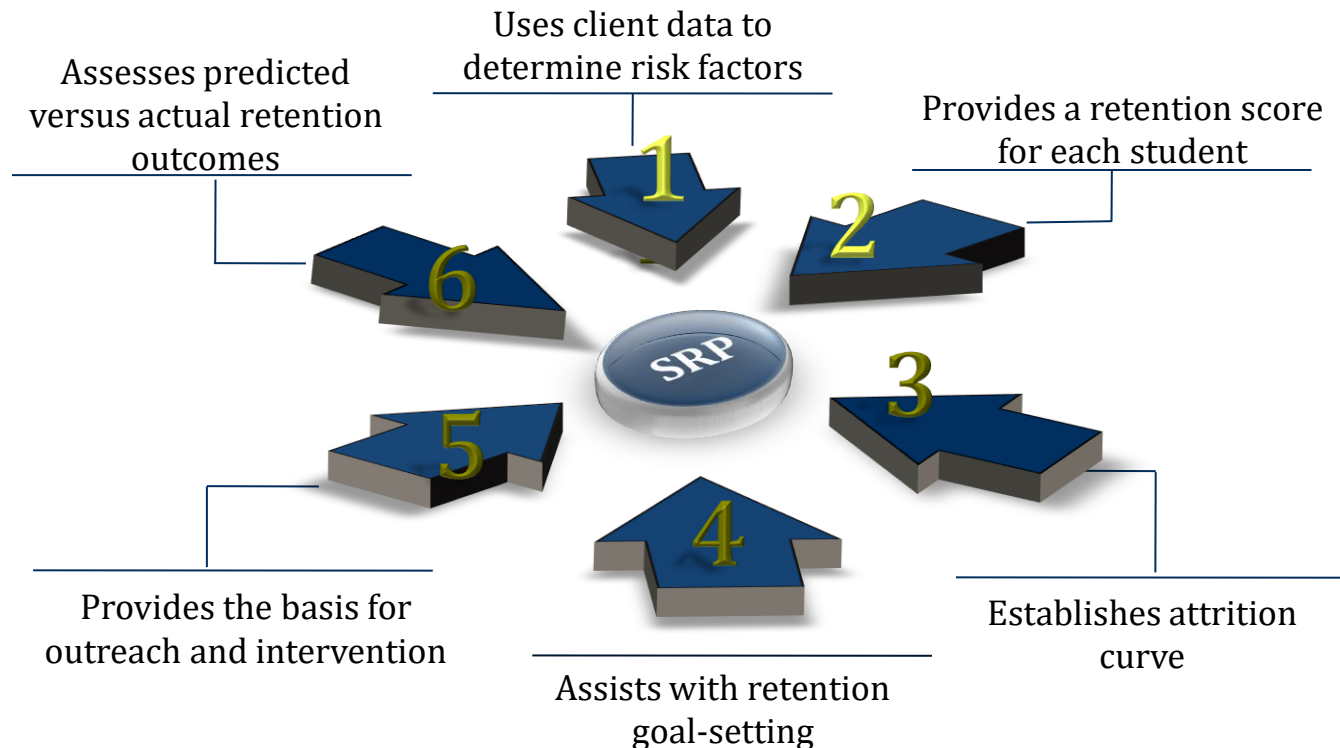 Uses client data to
determine risk factors
1
Provides a retention score
for each student
2
3
Establishes attrition
curve
4
Assists with retention
goal-setting
5
Provides the basis for
outreach and intervention
6
Assesses predicted
versus actual retention
outcomes
SRP